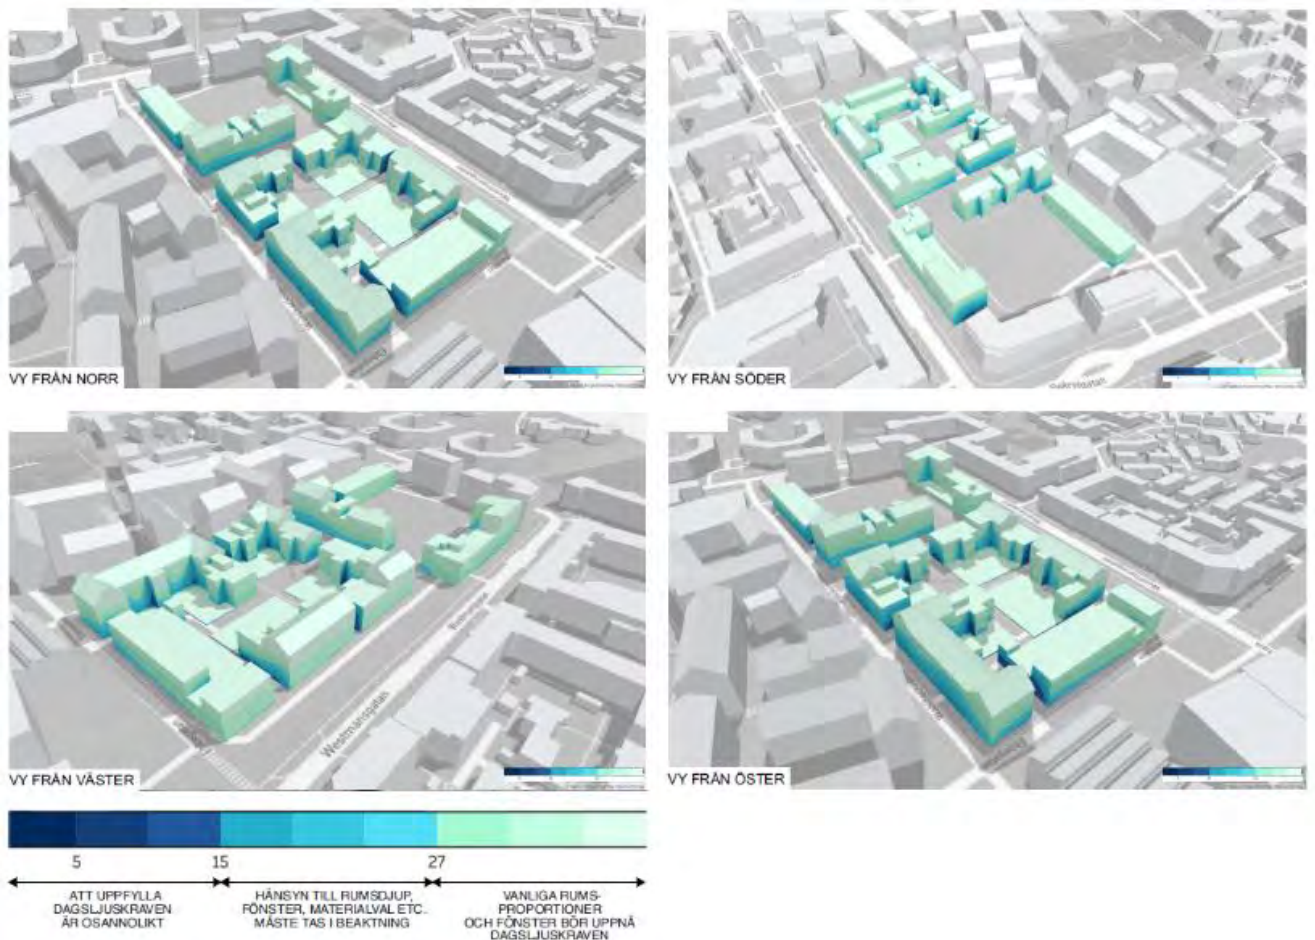 VY FRÅN NORR
VY FRÅN SÖDER
Westmansgatan
VY FRÅN VÄSTER
VY FRÅN ÖSTER
5
15
27
ATT UPPFYLLA
DAGSLJUSKRAVEN
ÄR OSANNOLIKT
HÄNSYN TILL RUMSDJUP,
FÖNSTER, MATERIALVAL ETC.
MÅSTE TAS I BEAKTNING
VANLIGA RUMS-
PROPORTIONER
OCH FÖNSTER BÖR UPPNÅ
DAGSLJUSKRAVEN